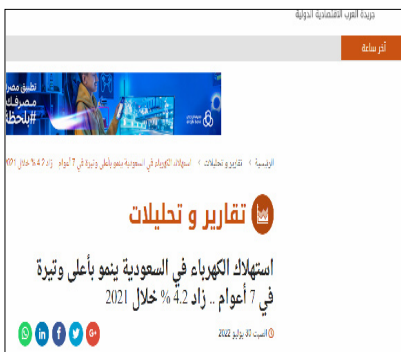 جريدة العرب الاقتصادية الدولية
آخر ساعة
تطبيق مصرف
مصرفك
#بلحظة
الرئيسية > تقارير و تحليلات > استهلاك الكهرباء في السعودية ينمو بأعلى وتيرة في 7 أعوام .. زاد 4.2 % خلال 2021
تقارير و تحليلات
استهلاك الكهرباء في السعودية ينمو بأعلى وتيرة
في 7 أعوام .. زاد 4.2 % خلال 2021
السبت 30 يوليو 2022